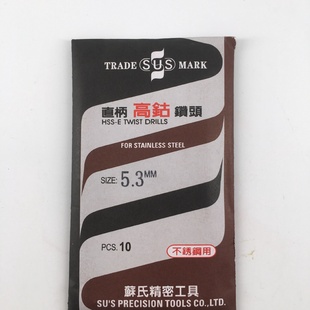 TRADE SUS MARK
直柄 高鈷 鑽頭
HSS-E TWIST DRILLS
FOR STAINLESS STEEL
SIZE: 5.3MM
PCS. 10
不銹鋼用
蘇氏精密工具
SU'S PRECISION TOOLS CO.,LTD.